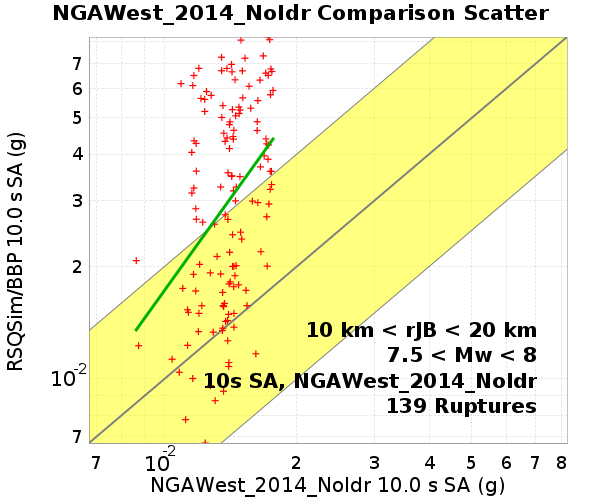 NGAWest_2014_NoIdr Comparison Scatter
RSQSim/BBP 10.0 s SA (g)
7
6
5
4
3
2
10-2
7
10 km < rJB < 20 km
7.5 < Mw < 8
10s SA, NGAWest_2014_NoIdr
139 Ruptures
7 10-2 2 3 4 5 6 7 8
NGAWest_2014_NoIdr 10.0 s SA (g)